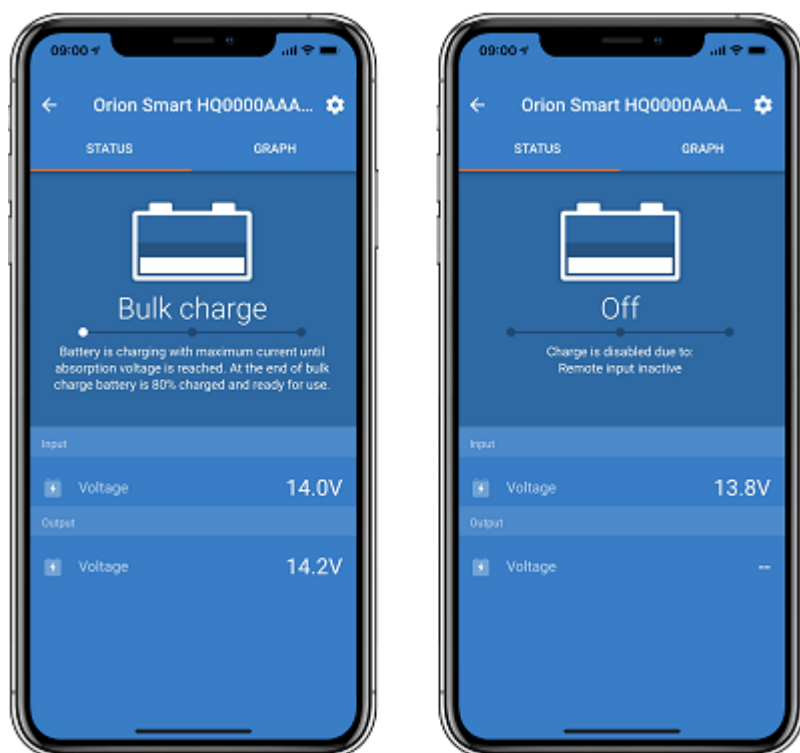 09:00
Orion Smart HQ0000AAA...
STATUS GRAPH
Bulk charge
Battery is charging with maximum current until
absorption voltage is reached. At the end of bulk
charge battery is 80% charged and ready for use.
Input
Voltage 14.0V
Output
Voltage 14.2V
09:00
Orion Smart HQ0000AAA...
STATUS GRAPH
Off
Charge is disabled due to:
Remote input inactive
Input
Voltage 13.8V
Output
Voltage --